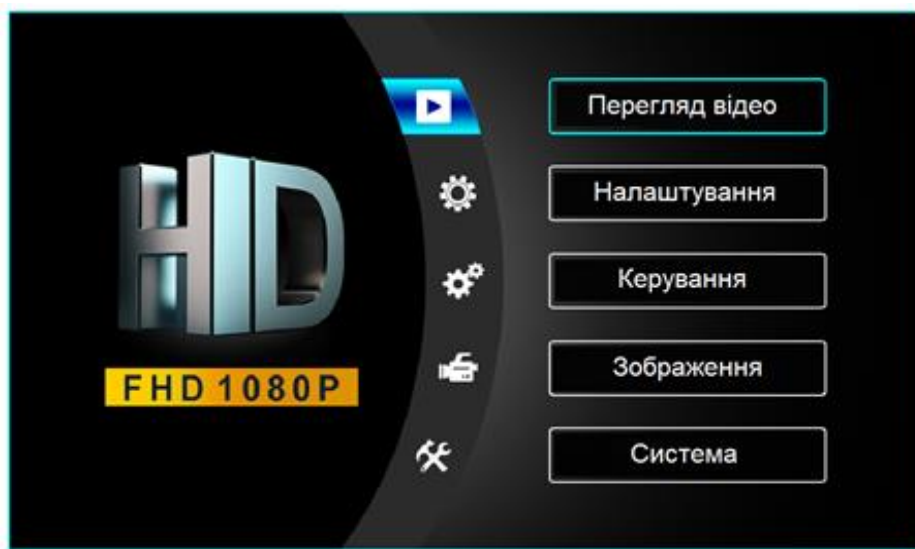 HD
FHD 1080P
Перегляд відео
Налаштування
Керування
Зображення
Система